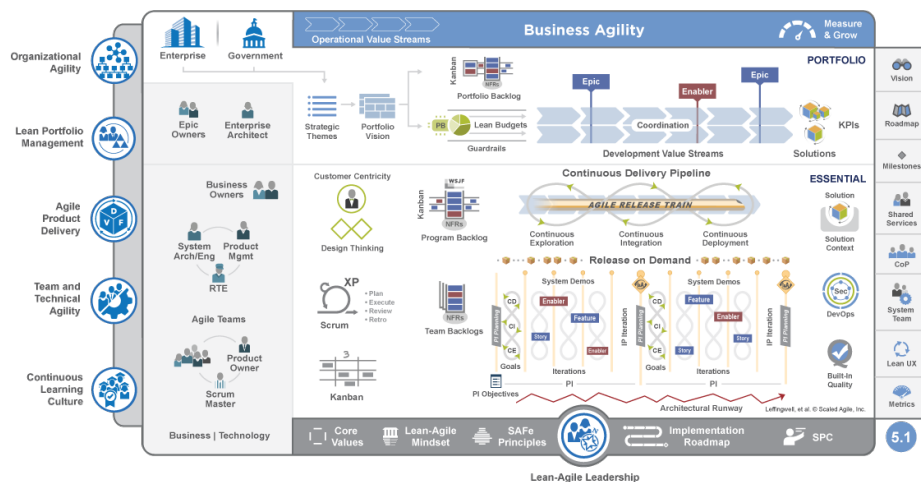 Organizational
Agility
Lean Portfolio
Management
Agile
Product
Delivery
Team and
Technical
Agility
Continuous
Learning
Culture
Enterprise
Government
Operational Value Streams
Business Agility
Measure
& Grow
PORTFOLIO
Epic
Owners
Enterprise
Architect
Strategic
Themes
Portfolio
Vision
Kanban
NFRs
Portfolio Backlog
PB
Lean Budgets
Guardrails
Epic
Enabler
Epic
Coordination
Development Value Streams
KPIs
Solutions
ESSENTIAL
Business
Owners
System
Arch/Eng
Product
Mgmt
RTE
Customer Centricity
Design Thinking
Kanban
WSJF
NFRs
Program Backlog
Continuous Delivery Pipeline
AGILE RELEASE TRAIN
Continuous
Exploration
Continuous
Integration
Continuous
Deployment
Release on Demand
Solution
Solution
Context
Agile Teams
Product
Owner
Scrum
Master
Business | Technology
XP
• Plan
• Execute
• Review
• Retro
Scrum
Kanban
NFRs
Team Backlogs
System Demos
System Demos
PI Planning
CD
CI
CE
Goals
Enabler
Feature
Story
Enabler
Iterations
IP Iteration
I&A
PI Planning
CD
CI
CE
Goals
Feature
Enabler
Story
Story
Iterations
IP Iteration
I&A
PI Planning
PI
PI
PI Objectives
Architectural Runway
Sec
DevOps
Built-In
Quality
Leffingwell, et al. © Scaled Agile, Inc.
Vision
Roadmap
Milestones
Shared
Services
CoP
System
Team
Lean UX
Metrics
Core
Values
Lean-Agile
Mindset
SAFe
Principles
Implementation
Roadmap
SPC
5.1
Lean-Agile Leadership